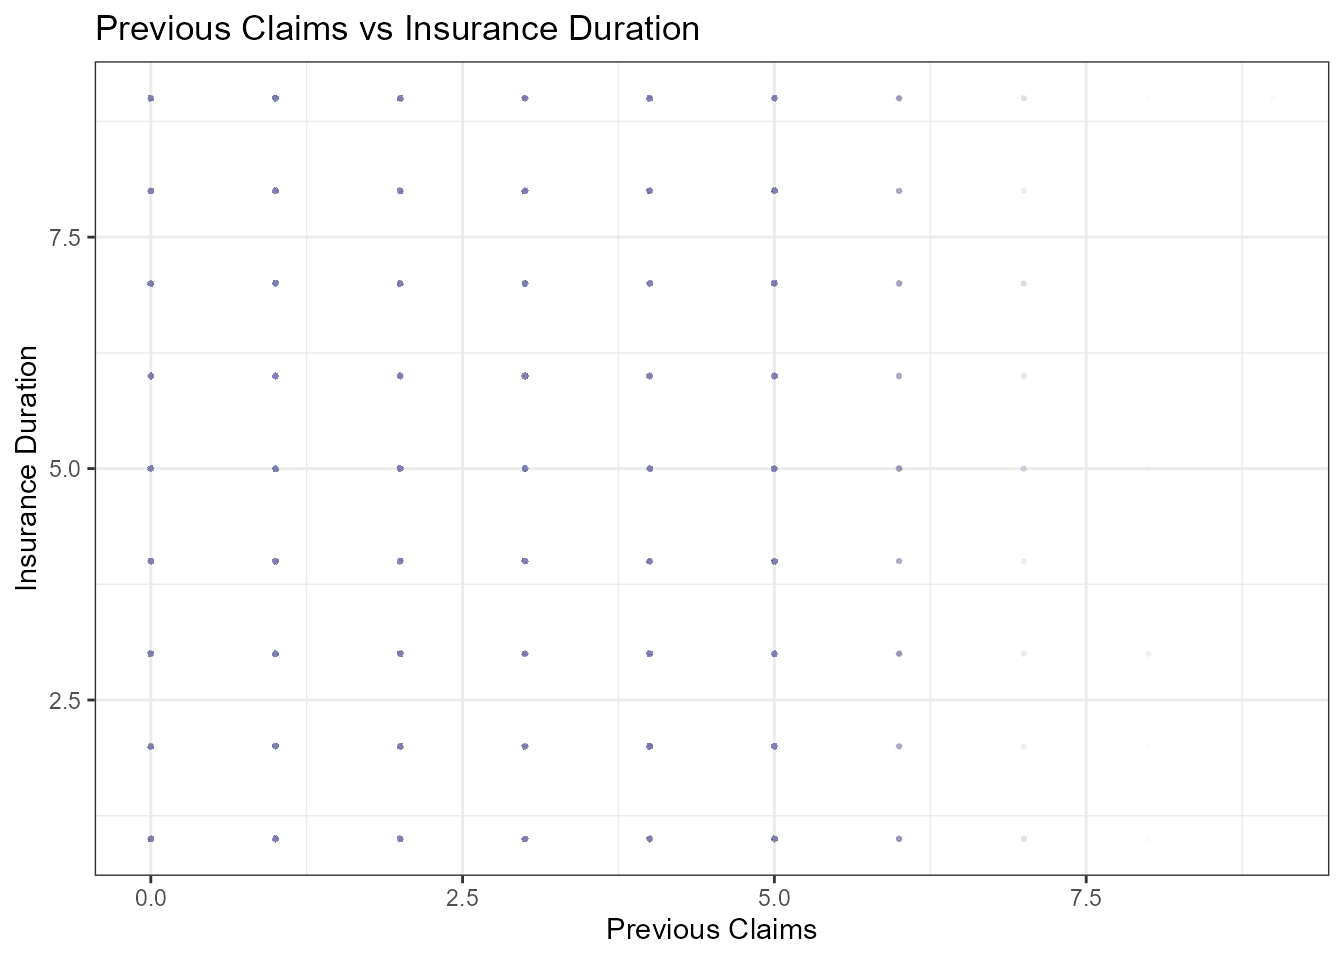 Previous Claims vs Insurance Duration
Insurance Duration
7.5
5.0
2.5
0.0 2.5 5.0 7.5
Previous Claims